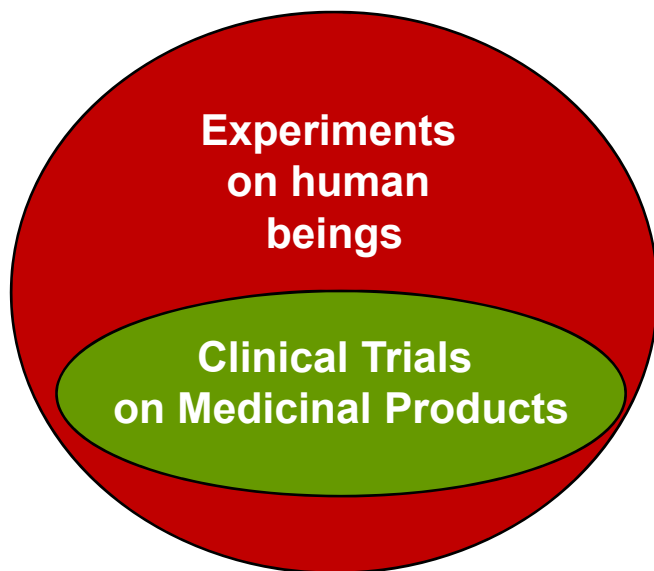 Experiments
on human
beings
Clinical Trials
on Medicinal Products